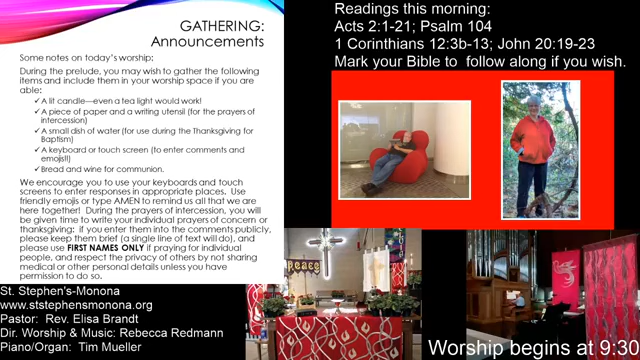 GATHERING:
Announcements
Some notes on today's worship:
During the prelude, you may wish to gather the following
items and include them in your worship space if you are
able:
✓A lit candle—even a tea light would work!
✓A piece of paper and a writing utensil (for the prayers of
intercession)
✓A small dish of water (for use during the Thanksgiving for
Baptism)
✓A keyboard or touch screen (to enter comments and
emojis!!)
✓Bread and wine for communion.
We encourage you to use your keyboards and touch
screens to enter responses in appropriate places. Use
friendly emojis or type AMEN to remind us all that we are
here together! During the prayers of intercession, you will
be given time to write your individual prayers of concern or
thanksgiving: if you enter them into the comments publicly,
please keep them brief (a single line of text will do), and
please use FIRST NAMES ONLY if praying for individual
people, and respect the privacy of others by not sharing
medical or other personal details unless you have
permission to do so.
St. Stephen's-Monona
www.ststephensmonona.org
Pastor: Rev. Elisa Brandt
Dir. Worship & Music: Rebecca Redmann
Piano/Organ: Tim Mueller
Readings this morning:
Acts 2:1-21; Psalm 104
1 Corinthians 12:3b-13; John 20:19-23
Mark your Bible to follow along if you wish.
Peace
Worship begins at 9:30